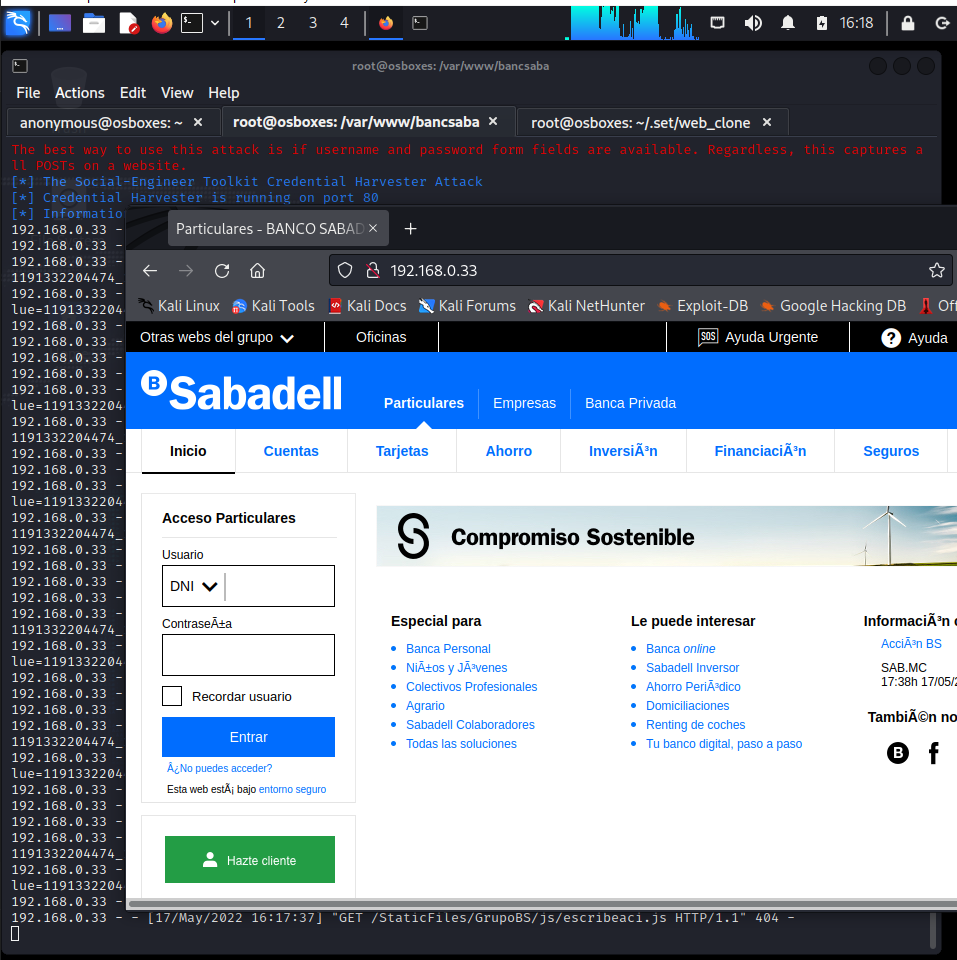 1 2 3 4 16:18
root@osboxes: /var/www/bancsaba
File Actions Edit View Help
anonymous@osboxes: ~ × root@osboxes: /var/www/bancsaba × root@osboxes: ~/.set/web_clone ×
The best way to use this attack is if username and password form fields are available. Regardless, this captures a
ll POSTs on a website.
[*] The Social-Engineer Toolkit Credential Harvester Attack
[*] Credential Harvester is running on port 80
[*] Informatio
192.168.0.33 -
192.168.0.33 -
192.168.0.33 -
1191332204474_
192.168.0.33 -
lue=1191332204
192.168.0.33 -
192.168.0.33 -
192.168.0.33 -
192.168.0.33 -
192.168.0.33 -
lue=1191332204
192.168.0.33 -
1191332204474_
192.168.0.33 -
192.168.0.33 -
192.168.0.33 -
lue=1191332204
192.168.0.33 -
1191332204474_
192.168.0.33 -
192.168.0.33 -
192.168.0.33 -
192.168.0.33 -
192.168.0.33 -
1191332204474_
192.168.0.33 -
lue=1191332204
192.168.0.33 -
192.168.0.33 -
192.168.0.33 -
192.168.0.33 -
1191332204474_
192.168.0.33 -
lue=1191332204
192.168.0.33 -
192.168.0.33 -
192.168.0.33 -
192.168.0.33 -
1191332204474_
192.168.0.33 -
lue=1191332204
192.168.0.33 -
192.168.0.33 - - [17/May/2022 16:17:37] "GET /StaticFiles/GrupoBS/js/escribeaci.js HTTP/1.1" 404 -
Particulares - BANCO SABAD × +
192.168.0.33
Kali Linux Kali Tools Kali Docs Kali Forums Kali NetHunter Exploit-DB Google Hacking DB Of
Otras webs del grupo Oficinas SOS Ayuda Urgente ? Ayuda
B Sabadell Particulares Empresas Banca Privada
Inicio Cuentas Tarjetas Ahorro InversiÃ³n FinanciaciÃ³n Seguros
Acceso Particulares
Usuario
DNI
ContraseÃ±a
Recordar usuario
Entrar
Â¿No puedes acceder?
Esta web estÃ¡ bajo entorno seguro
Hazte cliente
Compromiso Sostenible
Especial para
Banca Personal
NiÃ±os y JÃ³venes
Colectivos Profesionales
Agrario
Sabadell Colaboradores
Todas las soluciones
Le puede interesar
Banca online
Sabadell Inversor
Ahorro PeriÃ³dico
Domiciliaciones
Renting de coches
Tu banco digital, paso a paso
InformaciÃ³n
AcciÃ³n BS
SAB.MC
17:38h 17/05/2
TambiÃ©n no
B f